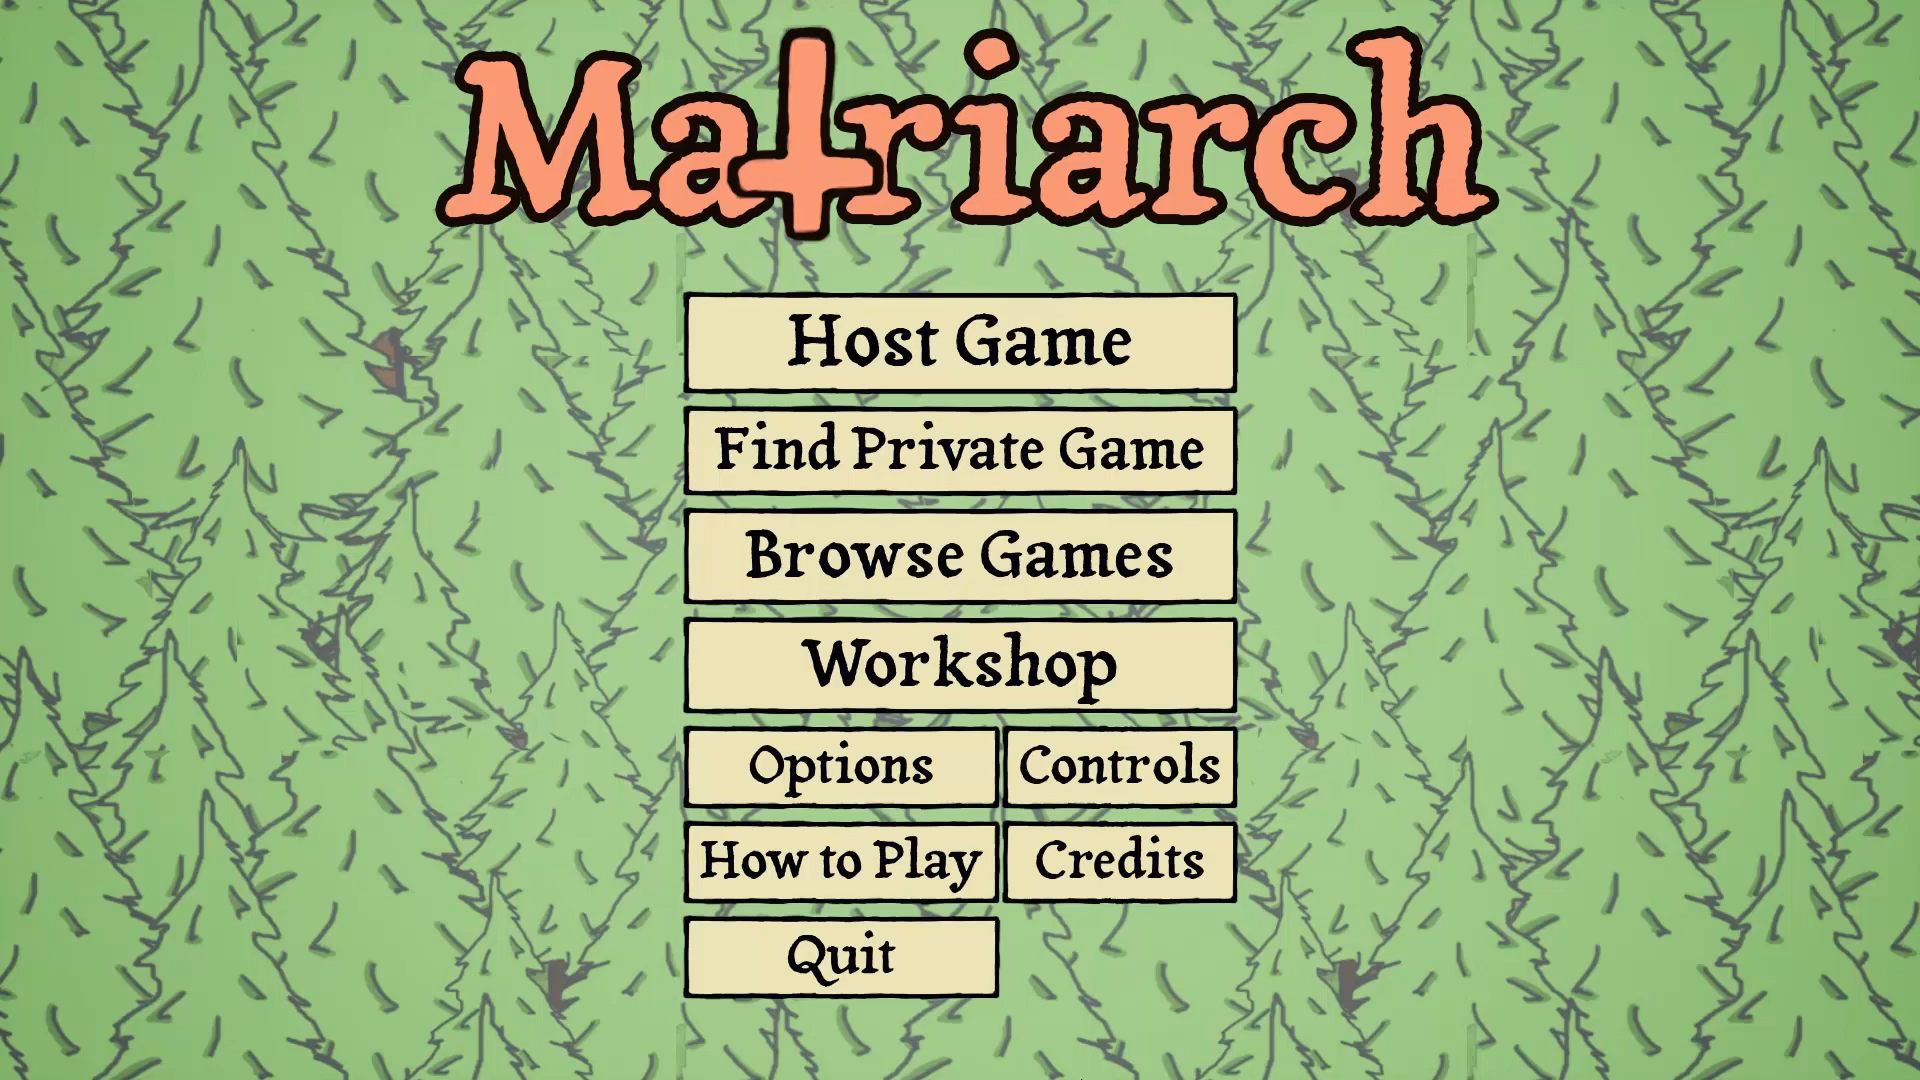 Matriarch
Host Game
Find Private Game
Browse Games
Workshop
Options Controls
How to Play Credits
Quit